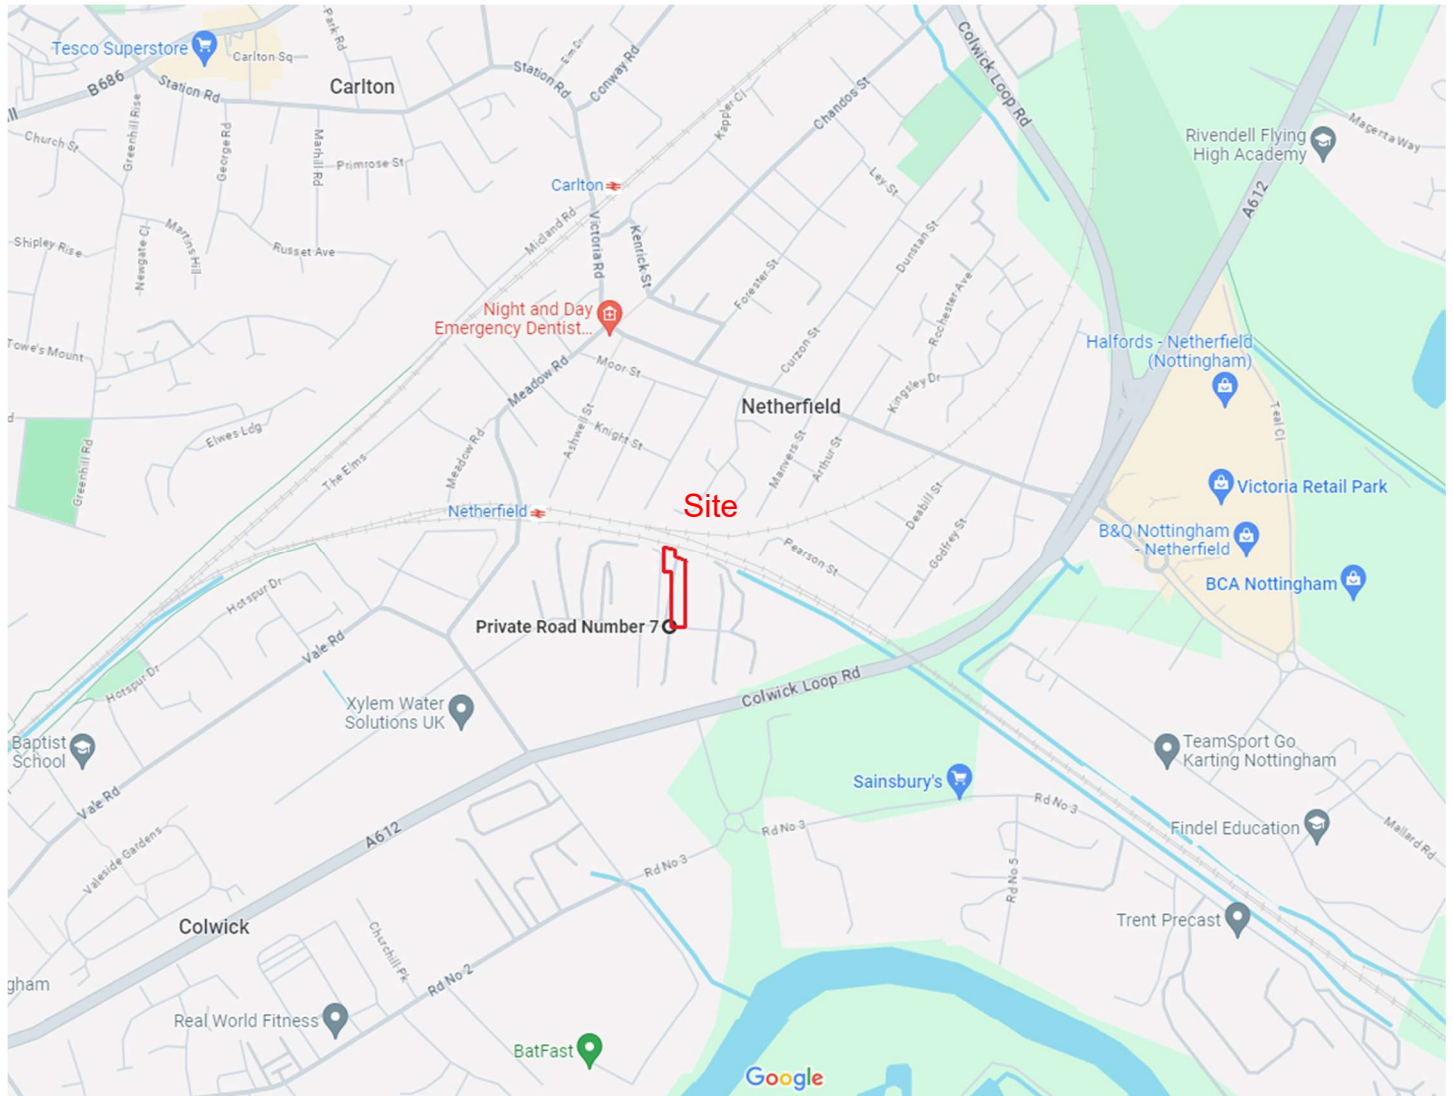 Tesco Superstore
Carlton Sq
Park Rd
Elm Dr
Conway Rd
Colwick Loop Rd
B686
Station Rd
Carlton
Station Rd
Kappler Cl
Chandos St
ill
Church St
Greenhill Rise
George Rd
Marhill Rd
Primrose St
Rivendell Flying
High Academy
Magenta Way
Carlton
Ley St
A612
Shipley Rise
Newgate Cl
Martins Hill
Russet Ave
Midland Rd
Victoria Rd
Kenrick St
Forester St
Dunstan St
Rochester Ave
Night and Day
Emergency Dentist...
Towe's Mount
Moor St
Curzon St
Halfords - Netherfield
(Nottingham)
Meadow Rd
Kingsley Dr
Netherfield
Teal Cl
d
Elwes Ldg
Greenhill Rd
The Elms
Meadow Rd
Ashwell St
Knight St
Manvers St
Arthur St
Victoria Retail Park
Site
Netherfield
Deabill St
Godfrey St
Pearson St
B&Q Nottingham
- Netherfield
BCA Nottingham
Hotspur Dr
Private Road Number 7
Vale Rd
Hotspur Dr
Colwick Loop Rd
Xylem Water
Solutions UK
Baptist
School
TeamSport Go
Karting Nottingham
Sainsbury's
Vale Rd
Rd No 3
Rd No 3
A612
Findel Education
Mallard Rd
Valeside Gardens
Rd No 3
Rd No 5
Colwick
Churchill Pk
Trent Precast
gham
Rd No 2
Real World Fitness
BatFast
Google